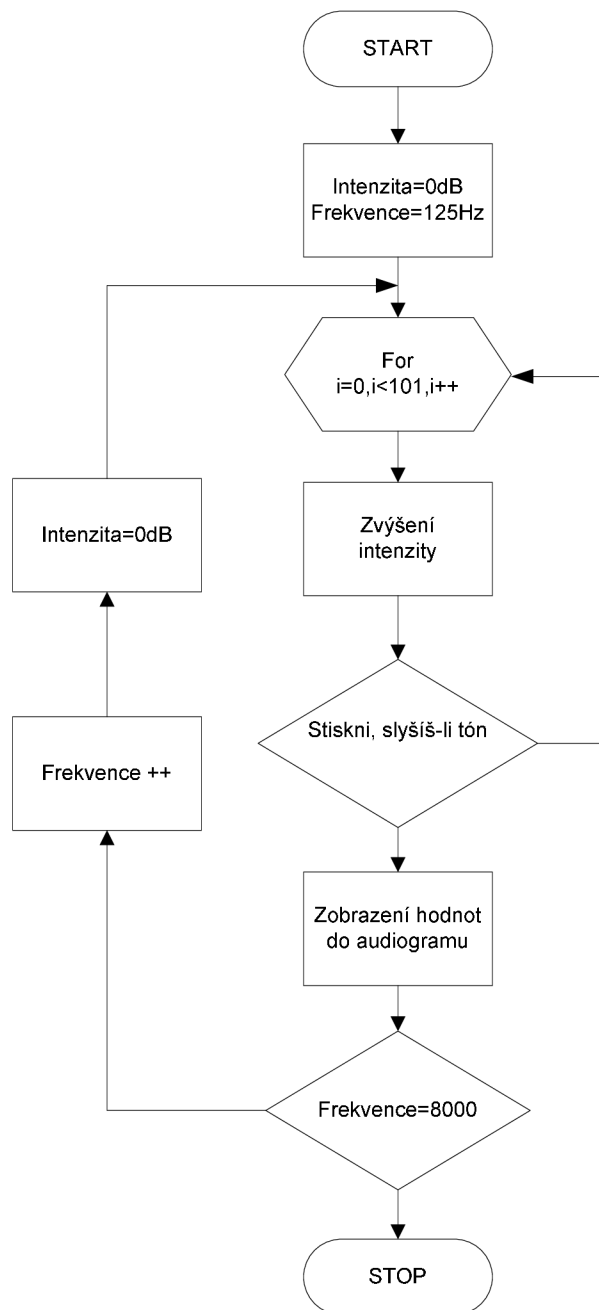 START
Intenzita=0dB
Frekvence=125Hz
For
i=0,i<101,i++
Zvýšení
intenzity
Intenzita=0dB
Stiskni, slyšíš-li tón
Frekvence ++
Zobrazení hodnot
do audiogramu
Frekvence=8000
STOP